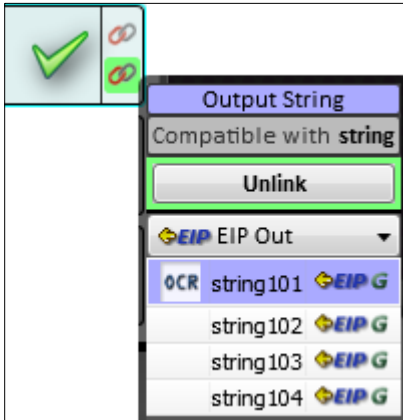 Output String
Compatible with string
Unlink
EIP EIP Out
OCR string101 EIP G
string102 EIP G
string103 EIP G
string104 EIP G